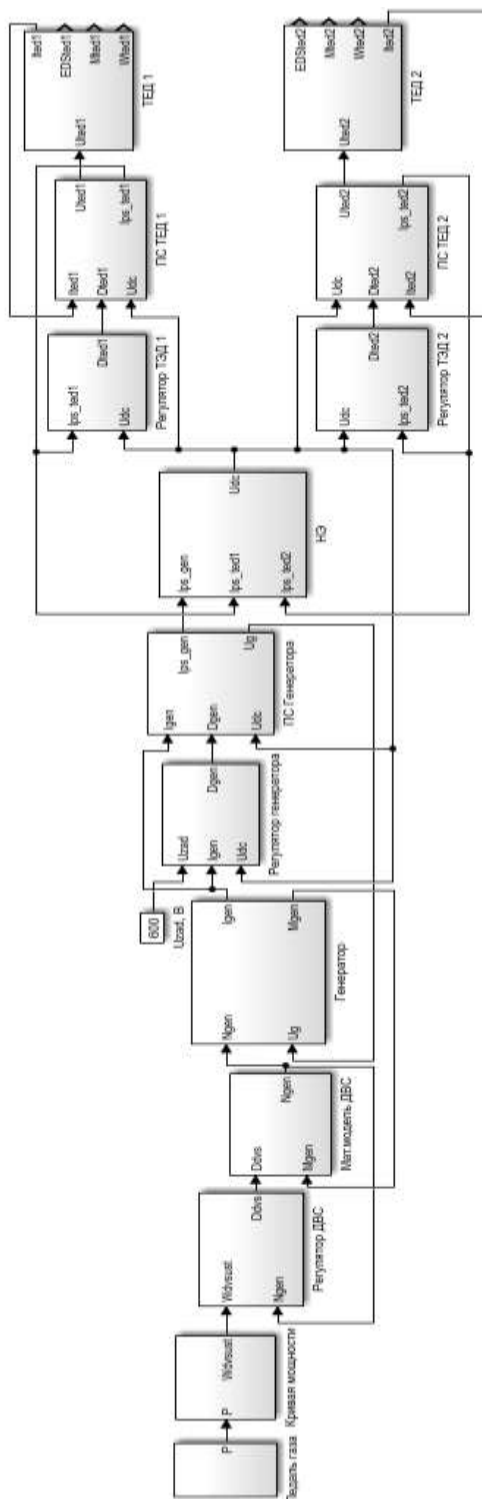 P
Педаль газа
P
Wdvsust
Кривая мощности
Wdvsust
Ngen
Ddvs
Регулятор ДВС
Ddvs
Mgen
Ngen
Мат.модель ДВС
Ngen
Ug
Igen
Mgen
Генератор
600
Uzad, В
Uzad
Igen
Udc
Dgen
Регулятор генератора
Igen
Dgen
Udc
Ips_gen
Ug
ПС Генератора
Ips_gen
Ips_ted1
Ips_ted2
Udc
НЭ
Ips_ted1
Udc
Dted1
Регулятор ТЭД 1
Ited1
Dted1
Udc
Uted1
Ips_ted1
ПС ТЕД 1
Uted1
Ited1
EDSted1
Mted1
Wted1
ТЕД 1
Udc
Ips_ted2
Dted2
Регулятор ТЭД 2
Udc
Dted2
Ited2
Uted2
Ips_ted2
ПС ТЕД 2
Uted2
EDSted2
Mted2
Wted2
Ited2
ТЕД 2